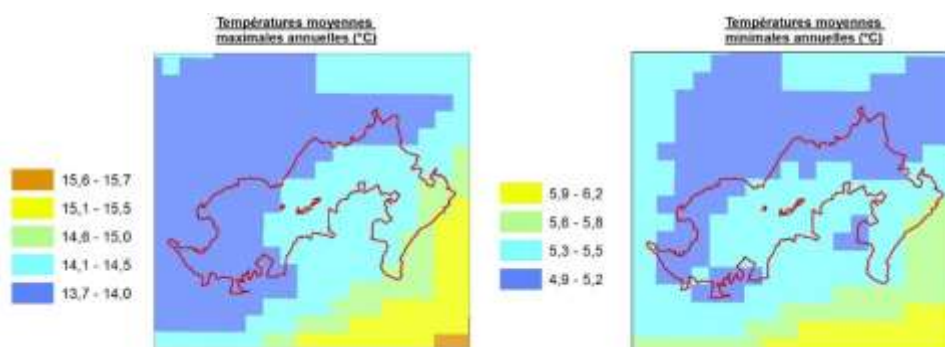 Températures moyennes
maximales annuelles (°C)
15,6 - 15,7
15,1 - 15,5
14,6 - 15,0
14,1 - 14,5
13,7 - 14,0
Températures moyennes
minimales annuelles (°C)
5,9 - 6,2
5,6 - 5,8
5,3 - 5,5
4,9 - 5,2